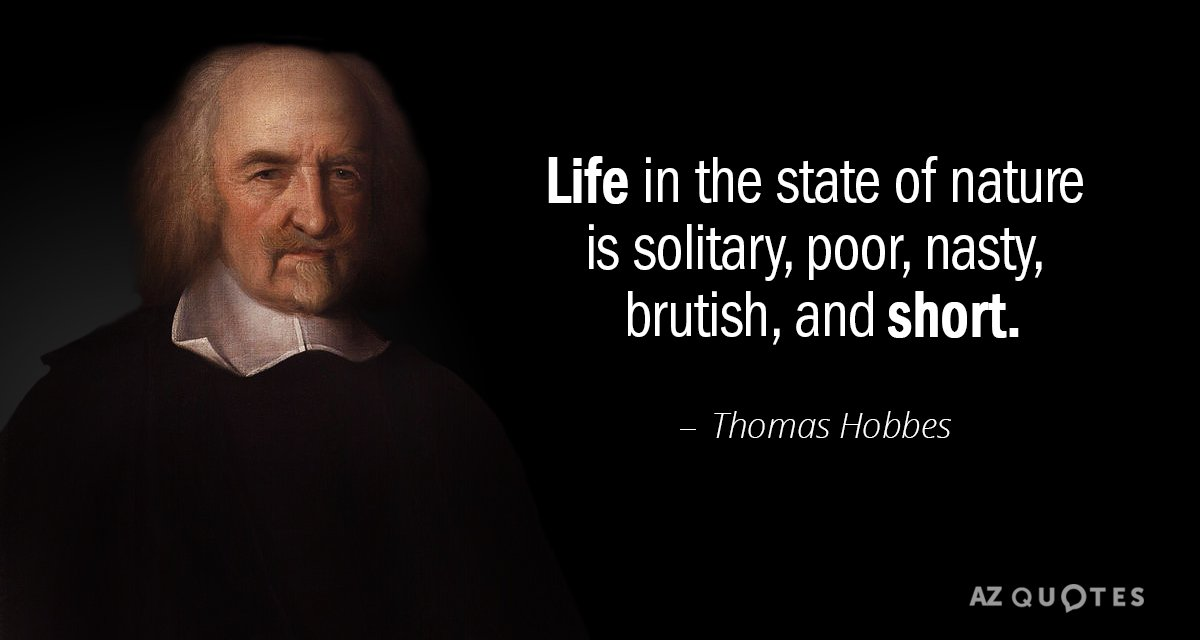 Life in the state of nature
is solitary, poor, nasty,
brutish, and short.
– Thomas Hobbes
AZ QUOTES